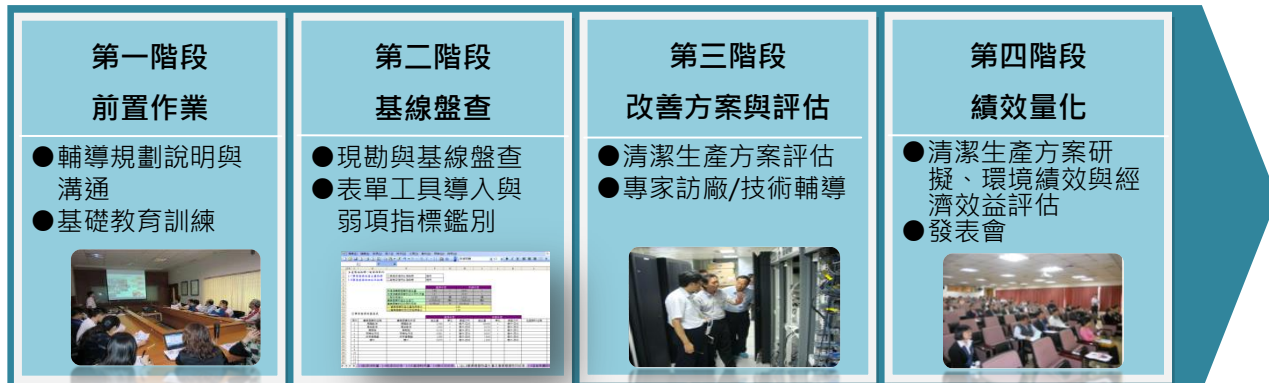 第一階段
前置作業
●輔導規劃說明與
溝通
●基礎教育訓練
第二階段
基線盤查
●現勘與基線盤查
●表單工具導入與
弱項指標鑑別
第三階段
改善方案與評估
●清潔生產方案評估
●專家訪廠/技術輔導
第四階段
績效量化
●清潔生產方案研
擬、環境績效與經
濟效益評估
●發表會